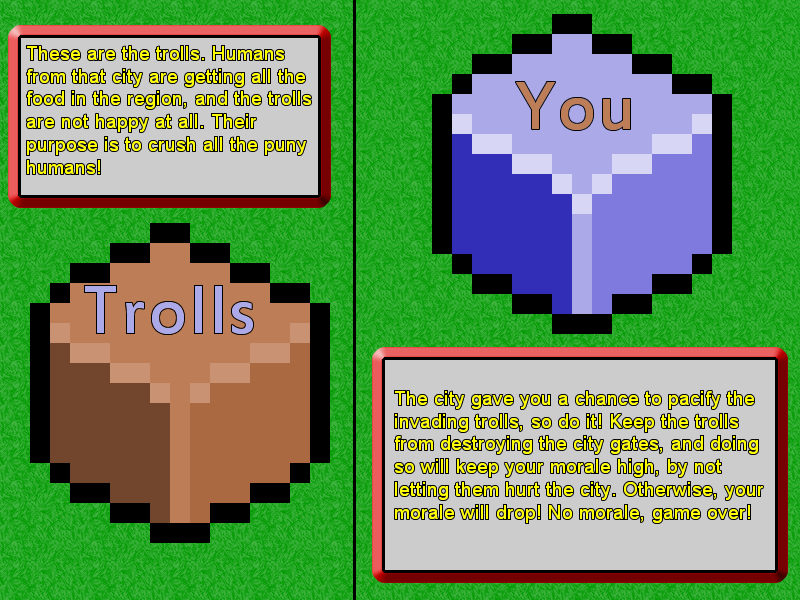 These are the trolls. Humans
from that city are getting all the
food in the region, and the trolls
are not happy at all. Their
purpose is to crush all the puny
humans!
Trolls
You
The city gave you a chance to pacify the
invading trolls, so do it! Keep the trolls
from destroying the city gates, and doing
so will keep your morale high, by not
letting them hurt the city. Otherwise, your
morale will drop! No morale, game over!